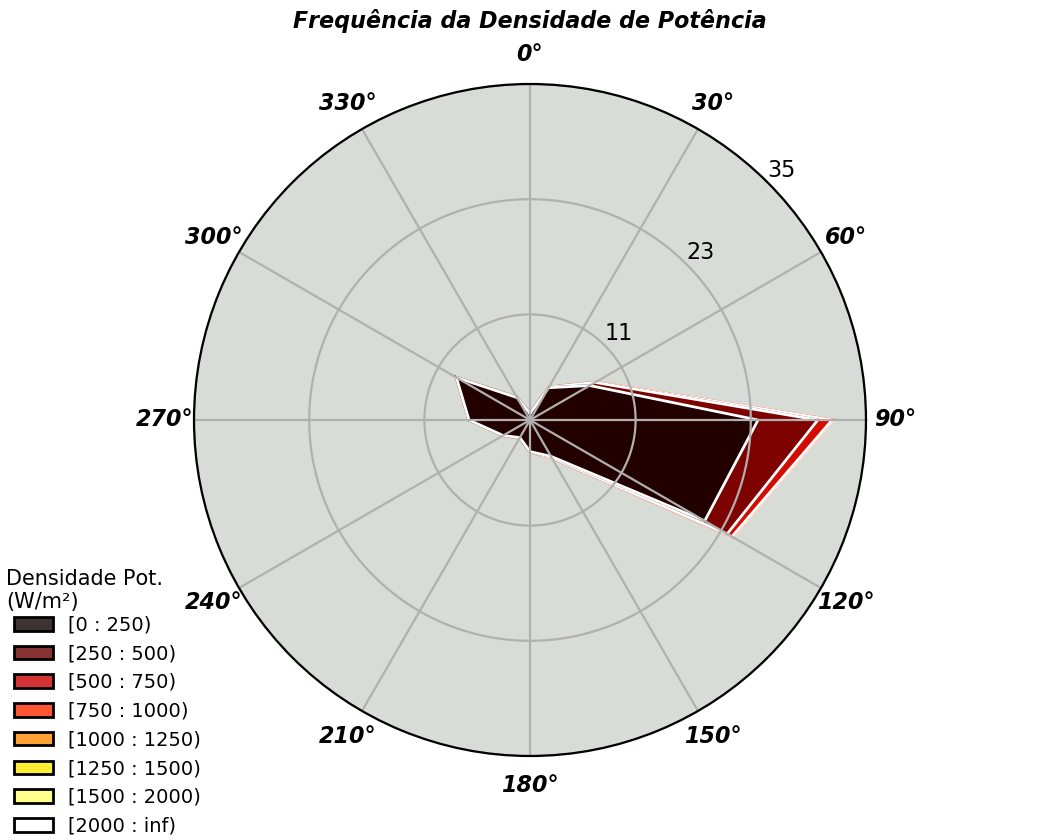 Frequência da Densidade de Potência
0°
330°
30°
35
300°
60°
23
11
270°
90°
Densidade Pot.
(W/m²)
240°
120°
[0 : 250)
[250 : 500)
[500 : 750)
[750 : 1000)
210°
150°
[1000 : 1250)
[1250 : 1500)
180°
[1500 : 2000)
[2000 : inf)